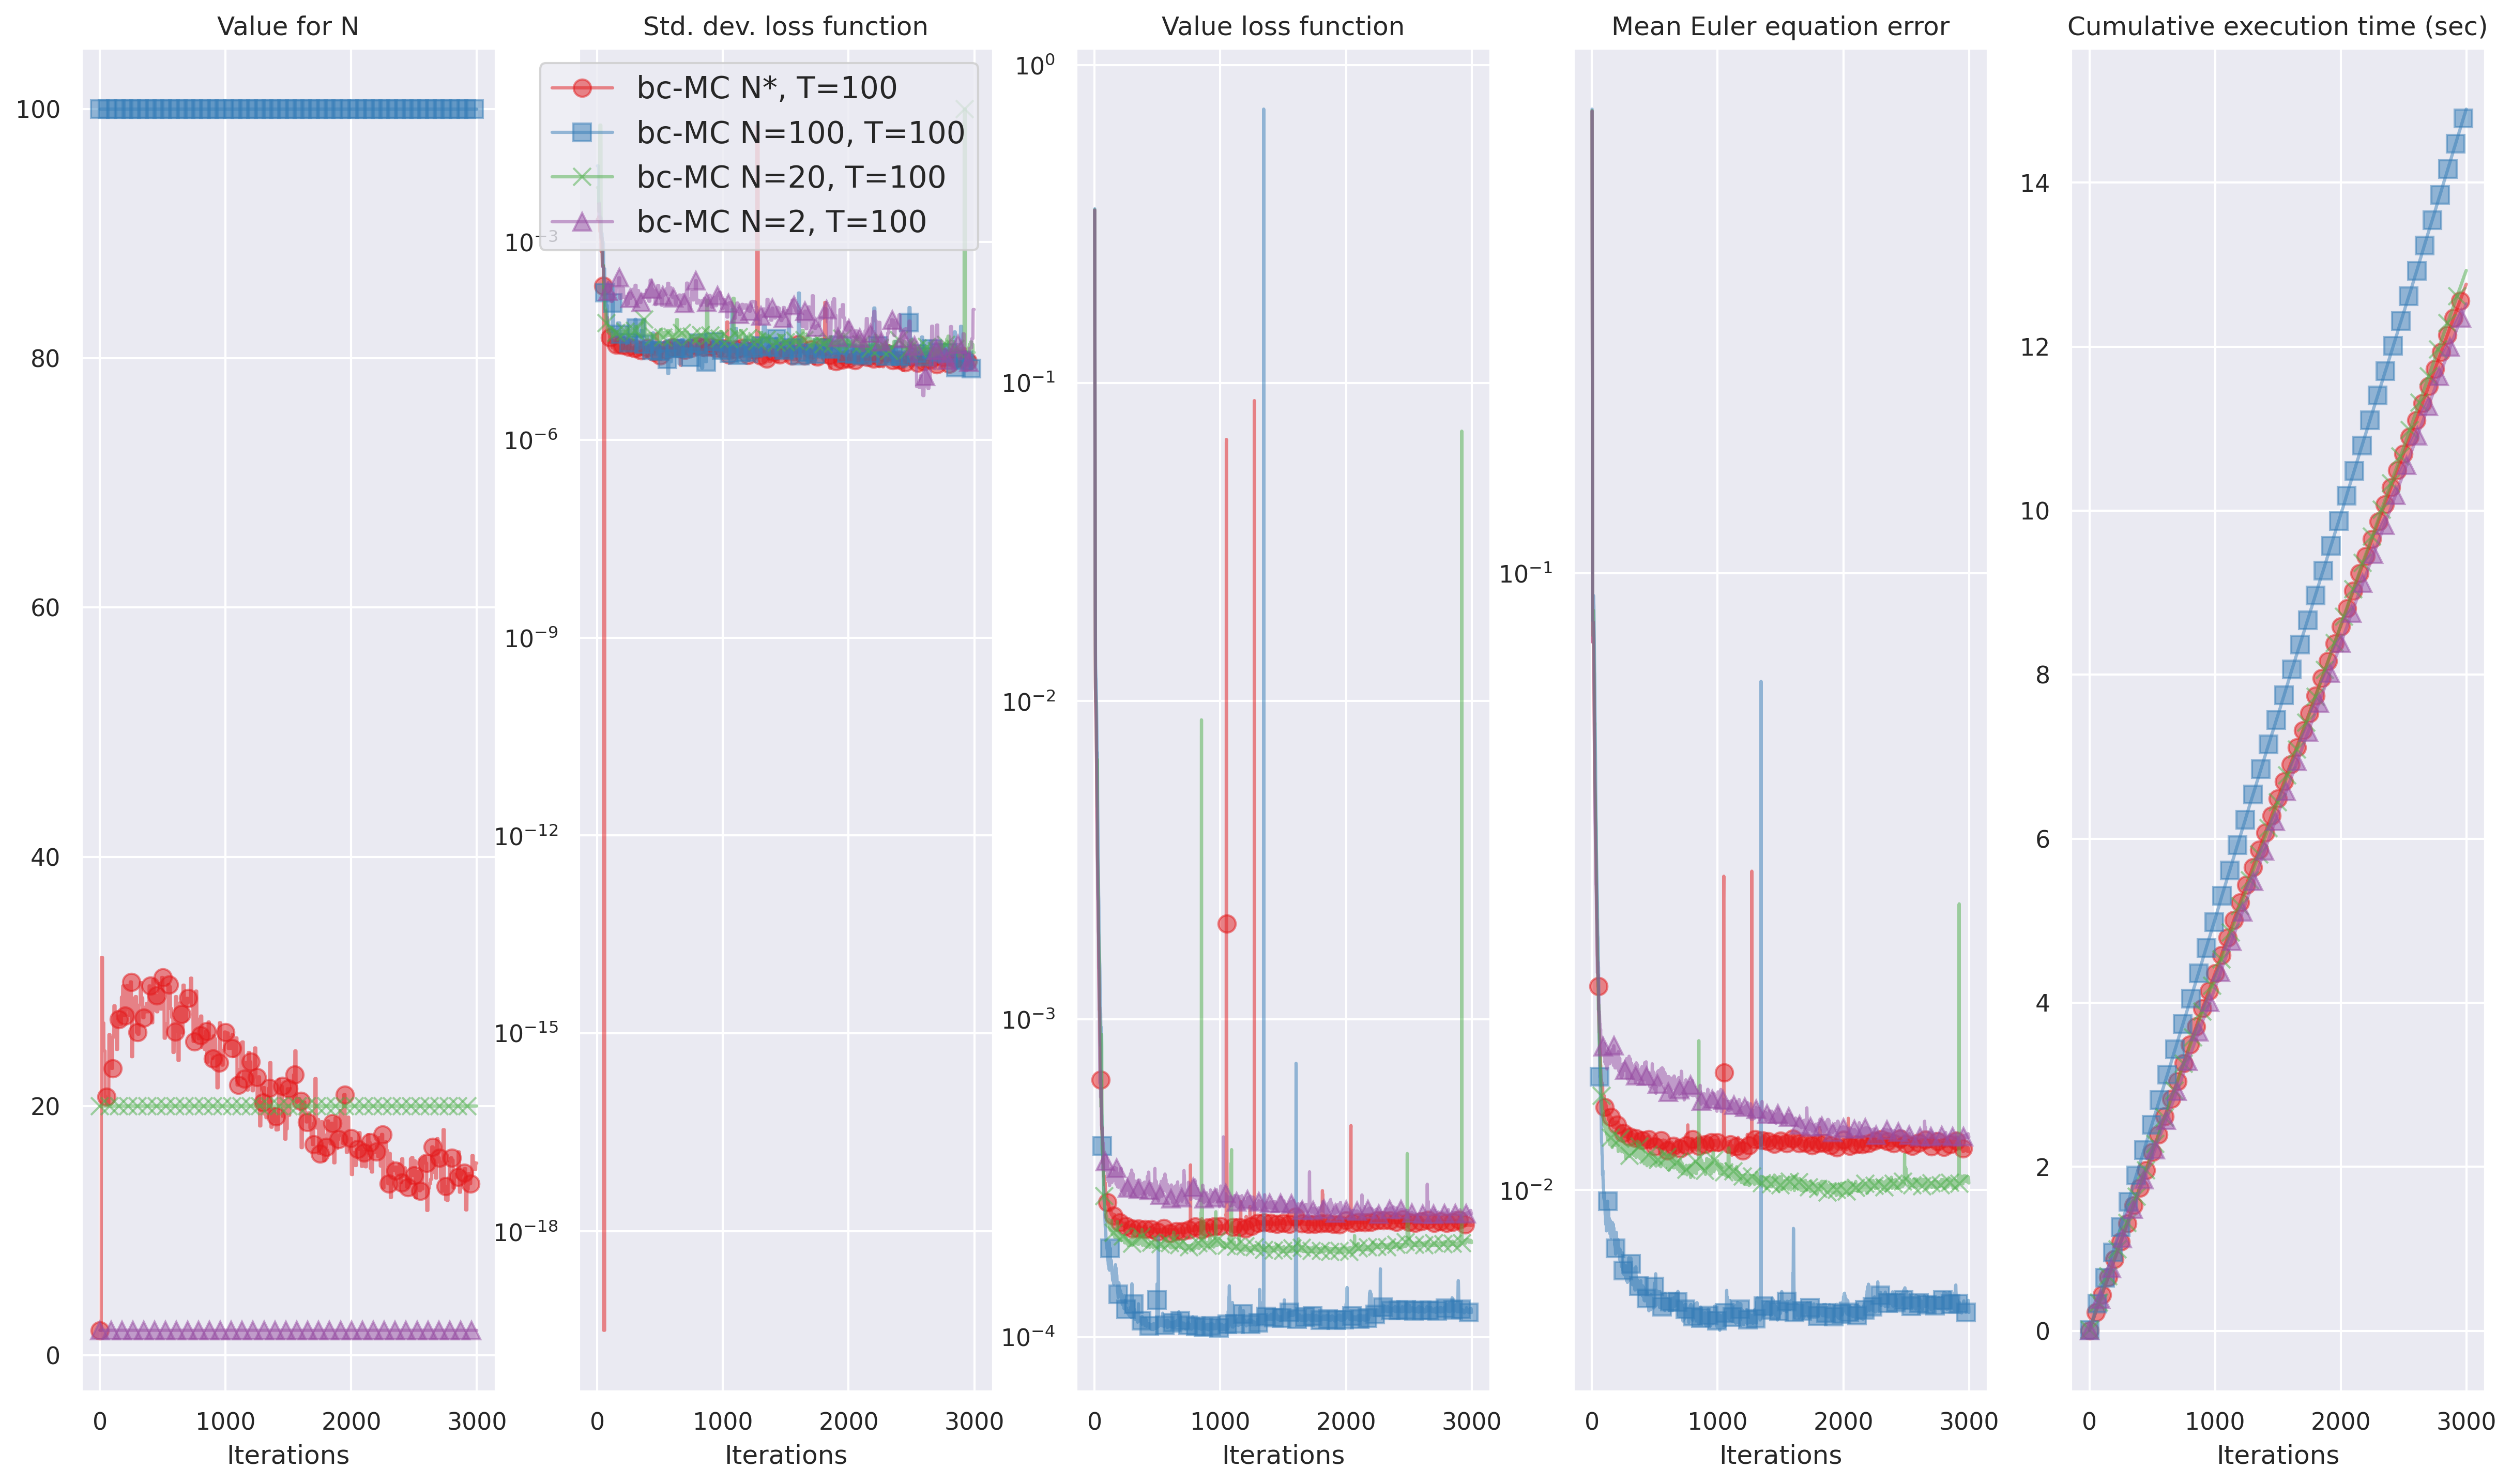 Value for N
Std. dev. loss function
Value loss function
Mean Euler equation error
Cumulative execution time (sec)
bc-MC N*, T=100
bc-MC N=100, T=100
bc-MC N=20, T=100
bc-MC N=2, T=100
100
80
60
40
20
0
0 1000 2000 3000
Iterations
10⁻³
10⁻⁶
10⁻⁹
10⁻¹²
10⁻¹⁵
10⁻¹⁸
0 1000 2000 3000
Iterations
10⁰
10⁻¹
10⁻²
10⁻³
10⁻⁴
0 1000 2000 3000
Iterations
10⁻¹
10⁻²
0 1000 2000 3000
Iterations
14
12
10
8
6
4
2
0
0 1000 2000 3000
Iterations